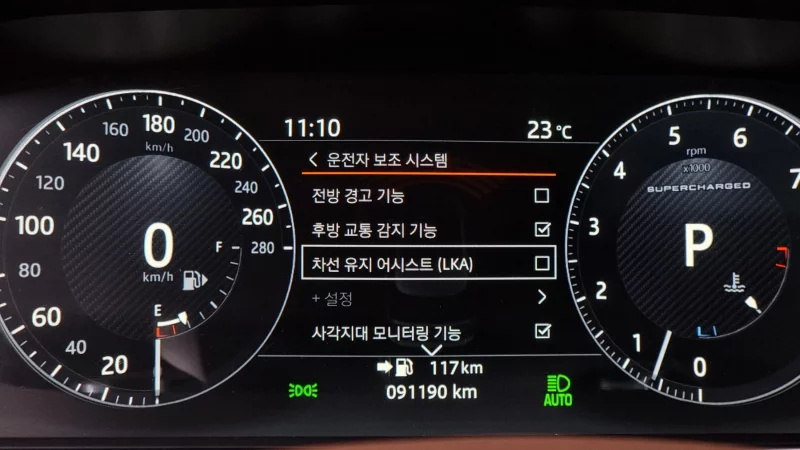 11:10 23 °C
< 운전자 보조 시스템
전방 경고 기능
후방 교통 감지 기능
차선 유지 어시스트 (LKA)
+ 설정
사각지대 모니터링 기능
117 km
091190 km
AUTO
20
40
60
80
100
120
140
160
180
200
220
240
260
280
km/h
0
km/h
F
E
0
1
2
3
4
5
6
7
rpm
x1000
SUPERCHARGED
P